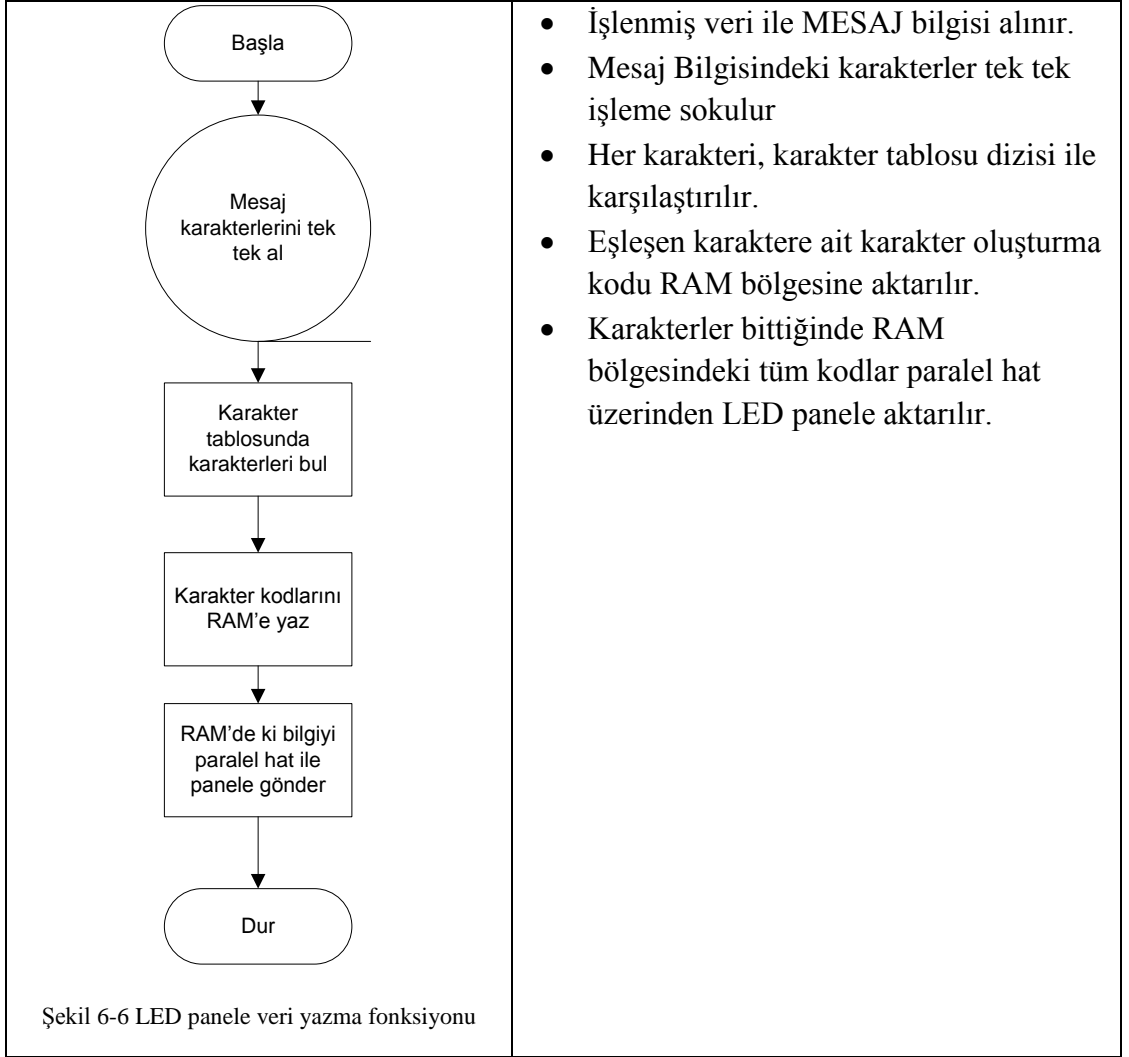 Başla
Mesaj
karakterlerini tek
tek al
Karakter
tablosunda
karakterleri bul
Karakter kodlarını
RAM’e yaz
RAM’de ki bilgiyi
paralel hat ile
panele gönder
Dur
Şekil 6-6 LED panele veri yazma fonksiyonu
• İşlenmiş veri ile MESAJ bilgisi alınır.
• Mesaj Bilgisindeki karakterler tek tek
işleme sokulur
• Her karakteri, karakter tablosu dizisi ile
karşılaştırılır.
• Eşleşen karaktere ait karakter oluşturma
kodu RAM bölgesine aktarılır.
• Karakterler bittiğinde RAM
bölgesindeki tüm kodlar paralel hat
üzerinden LED panele aktarılır.